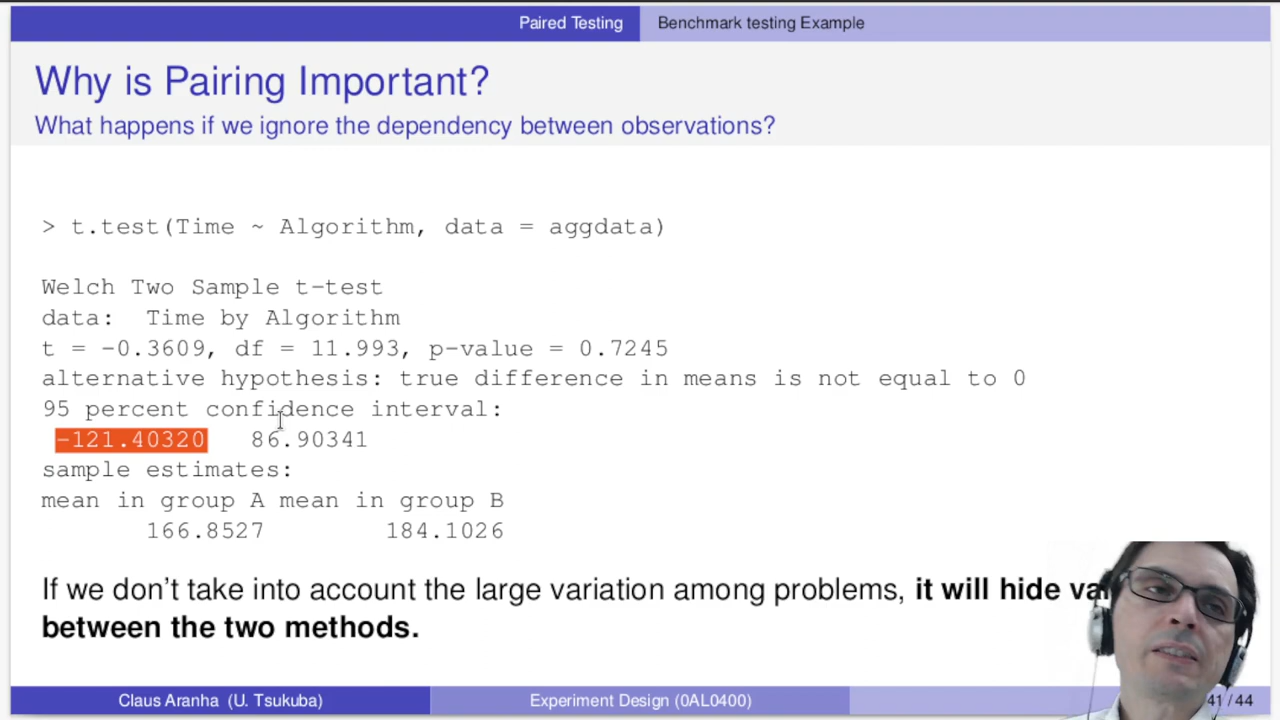 Paired Testing
Benchmark testing Example
Why is Pairing Important?
What happens if we ignore the dependency between observations?
> t.test(Time ~ Algorithm, data = aggdata)
Welch Two Sample t-test
data:  Time by Algorithm
t = -0.3609, df = 11.993, p-value = 0.7245
alternative hypothesis: true difference in means is not equal to 0
95 percent confidence interval:
-121.40320   86.90341
sample estimates:
mean in group A mean in group B
166.8527        184.1026
If we don't take into account the large variation among problems, it will hide
between the two methods.
Claus Aranha (U. Tsukuba)
Experiment Design (0AL0400)
41 / 44